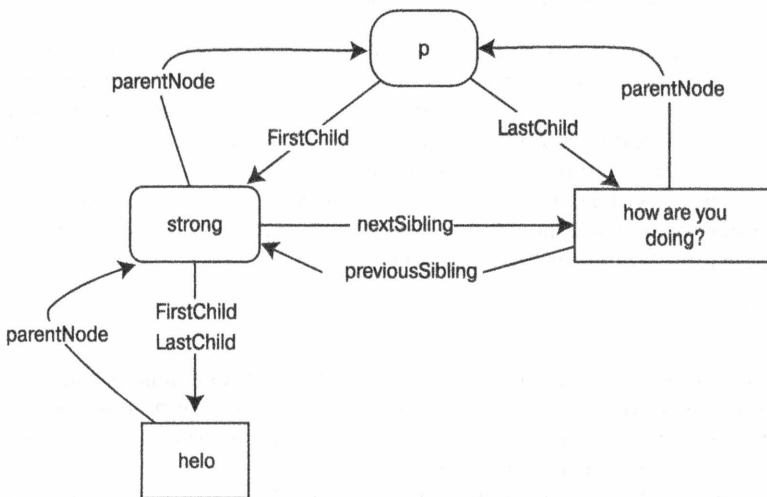 p
parentNode
parentNode
FirstChild
LastChild
strong
nextSibling
how are you
doing?
previousSibling
parentNode
FirstChild
LastChild
helo